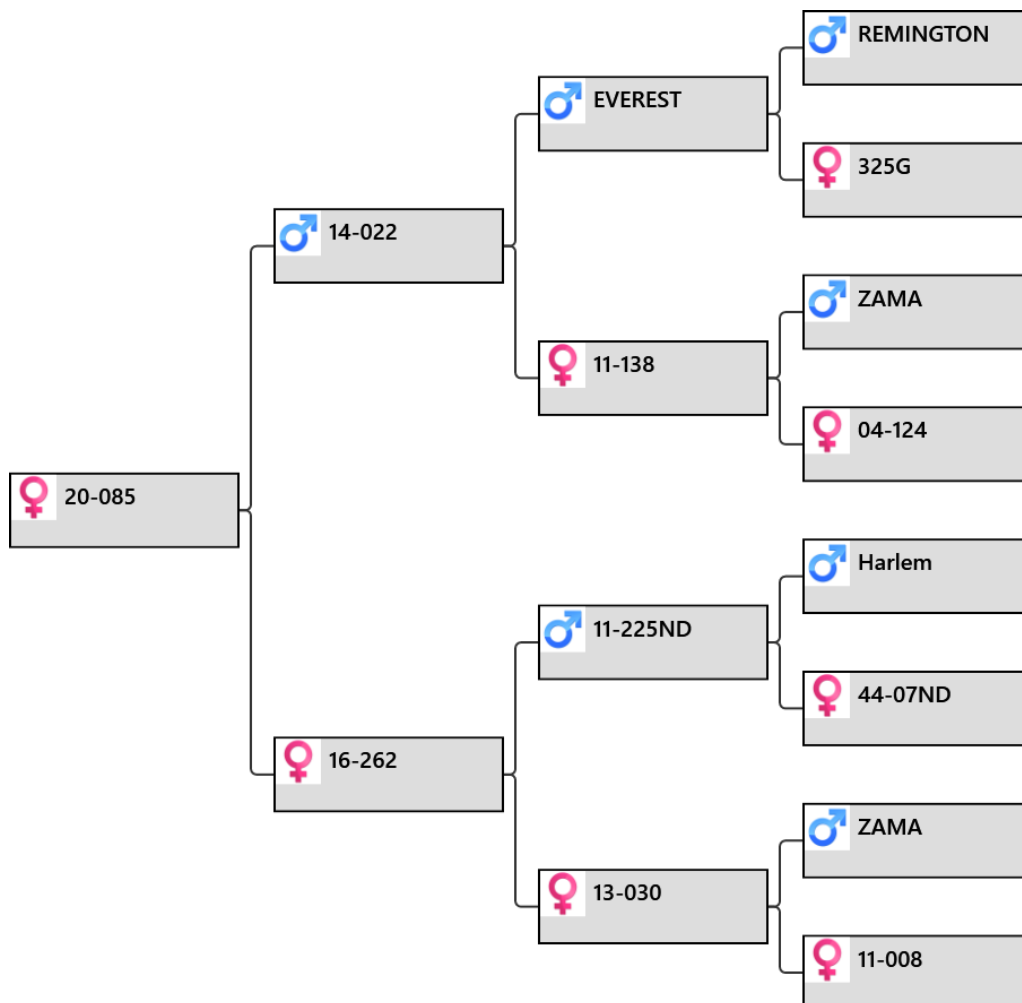 REMINGTON
EVEREST
325G
14-022
ZAMA
11-138
04-124
20-085
Harlem
11-225ND
44-07ND
16-262
ZAMA
13-030
11-008